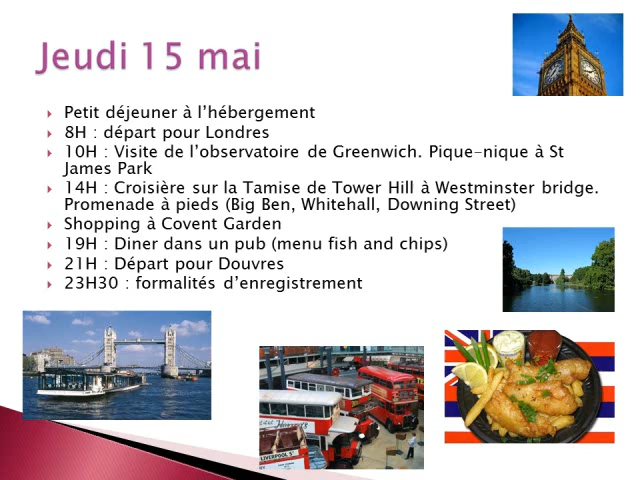 Jeudi 15 mai
Petit déjeuner à l’hébergement
8H : départ pour Londres
10H : Visite de l’observatoire de Greenwich. Pique-nique à St
James Park
14H : Croisière sur la Tamise de Tower Hill à Westminster bridge.
Promenade à pieds (Big Ben, Whitehall, Downing Street)
Shopping à Covent Garden
19H : Diner dans un pub (menu fish and chips)
21H : Départ pour Douvres
23H30 : formalités d’enregistrement